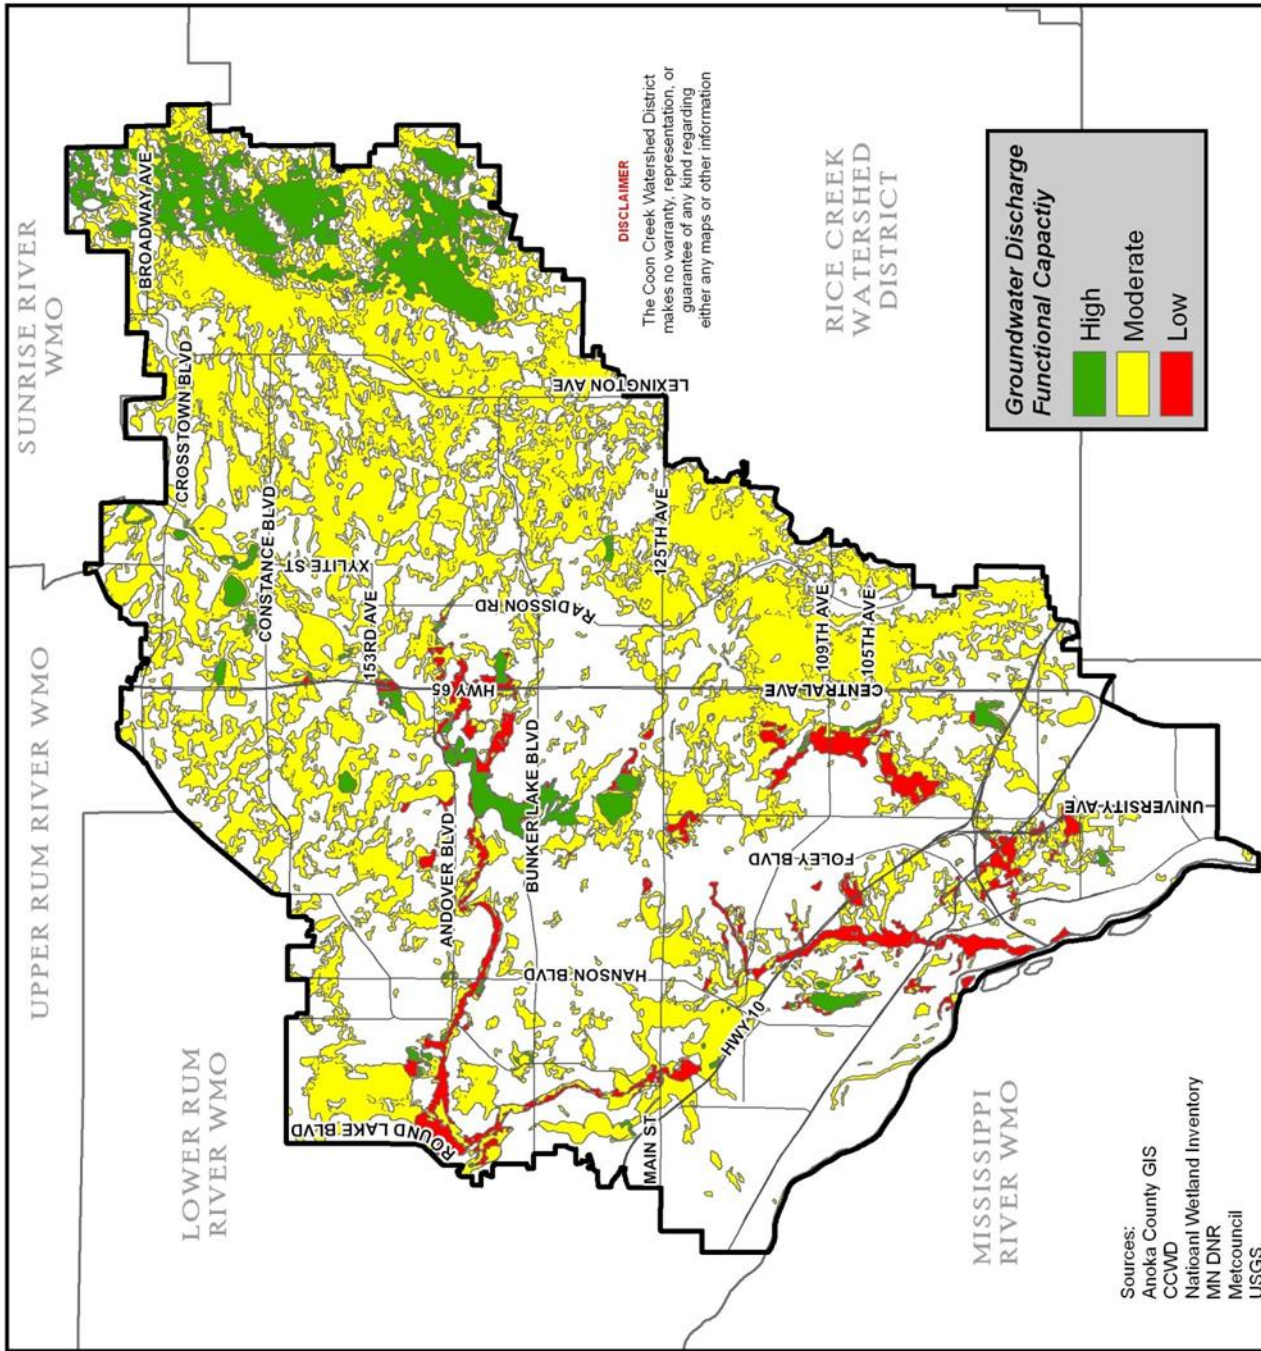 UPPER RUM RIVER WMO
SUNRISE RIVER
WMO
LOWER RUM
RIVER WMO
BROADWAY AVE
CROSSTOWN BLVD
CONSTANCE BLVD
XYLITE ST
153RD AVE
ROUND LAKE BLVD
ANDOVER BLVD
HWY 65
RADISSON RD
BUNKER LAKE BLVD
HANSON BLVD
LEXINGTON AVE
MAIN ST
125TH AVE
DISCLAIMER
The Coon Creek Watershed District
makes no warranty, representation, or
guarantee of any kind regarding
either any maps or other information
HWY 10
FOLEY BLVD
CENTRAL AVE
109TH AVE
105TH AVE
RICE CREEK
WATERSHED
DISTRICT
MISSISSIPPI
RIVER WMO
UNIVERSITY AVE
Groundwater Discharge
Functional Capactiy
High
Moderate
Low
Sources:
Anoka County GIS
CCWD
Natioanl Wetland Inventory
MN DNR
Metcouncil
USGS